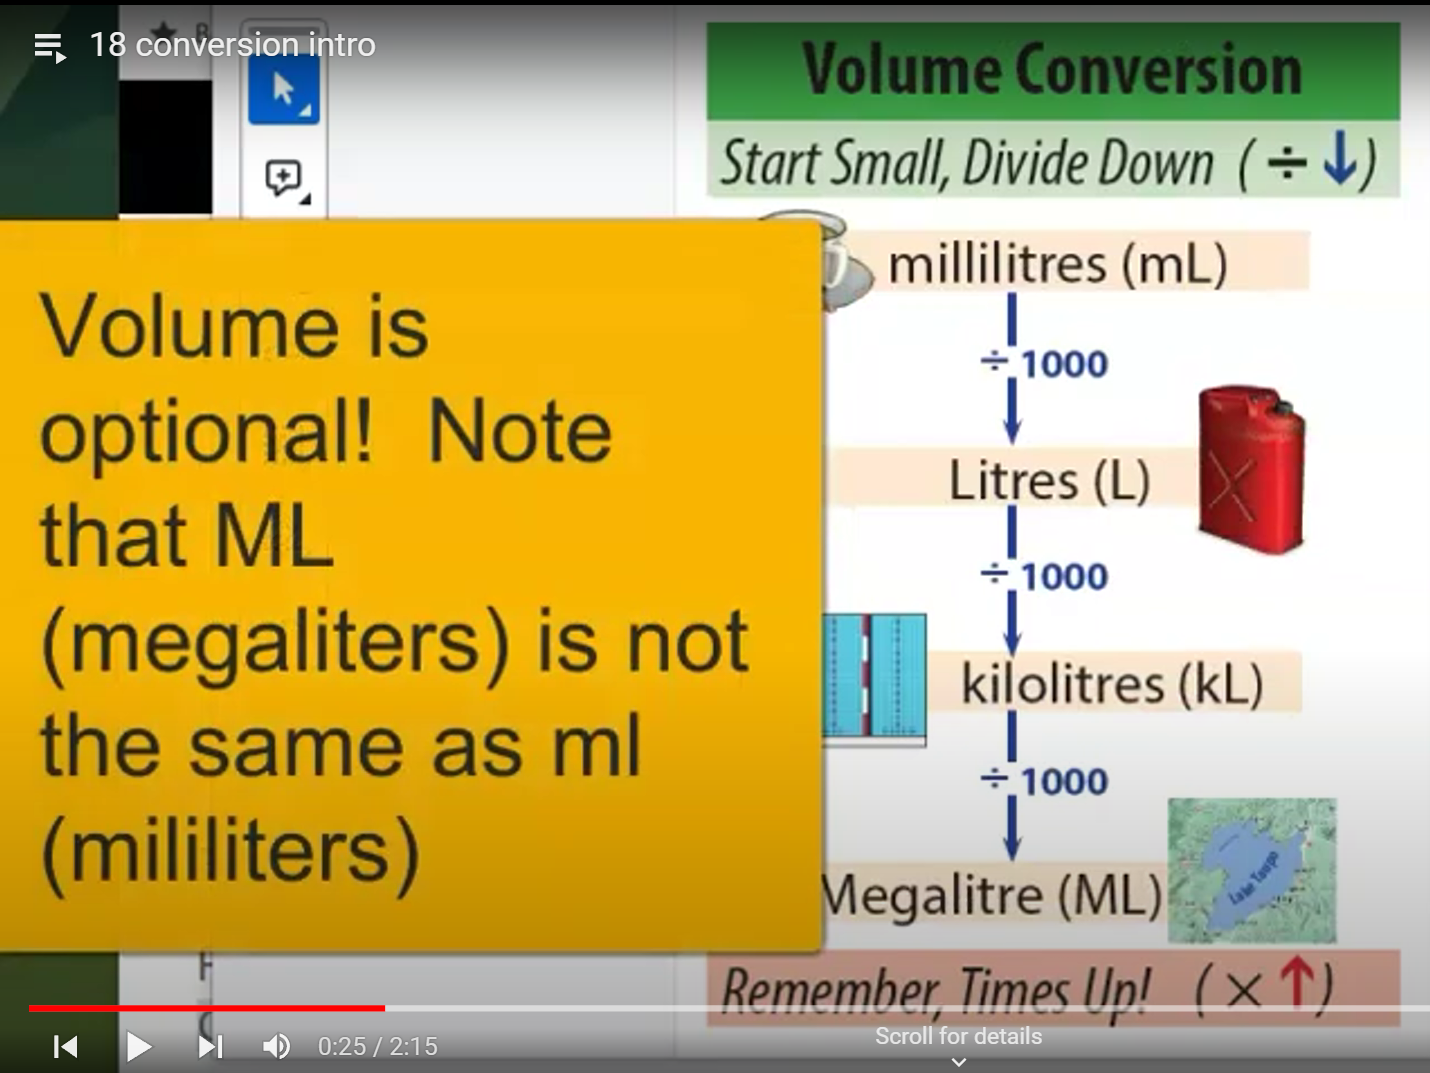 18 conversion intro
Volume Conversion
Start Small, Divide Down ( ÷ ↓)
Volume is
optional!  Note
that ML
(megaliters) is not
the same as ml
(mililiters)
millilitres (mL)
÷ 1000
Litres (L)
÷ 1000
kilolitres (kL)
÷ 1000
Megalitre (ML)
Lake Taupo
Remember, Times Up! ( × ↑)
0:25 / 2:15
Scroll for details